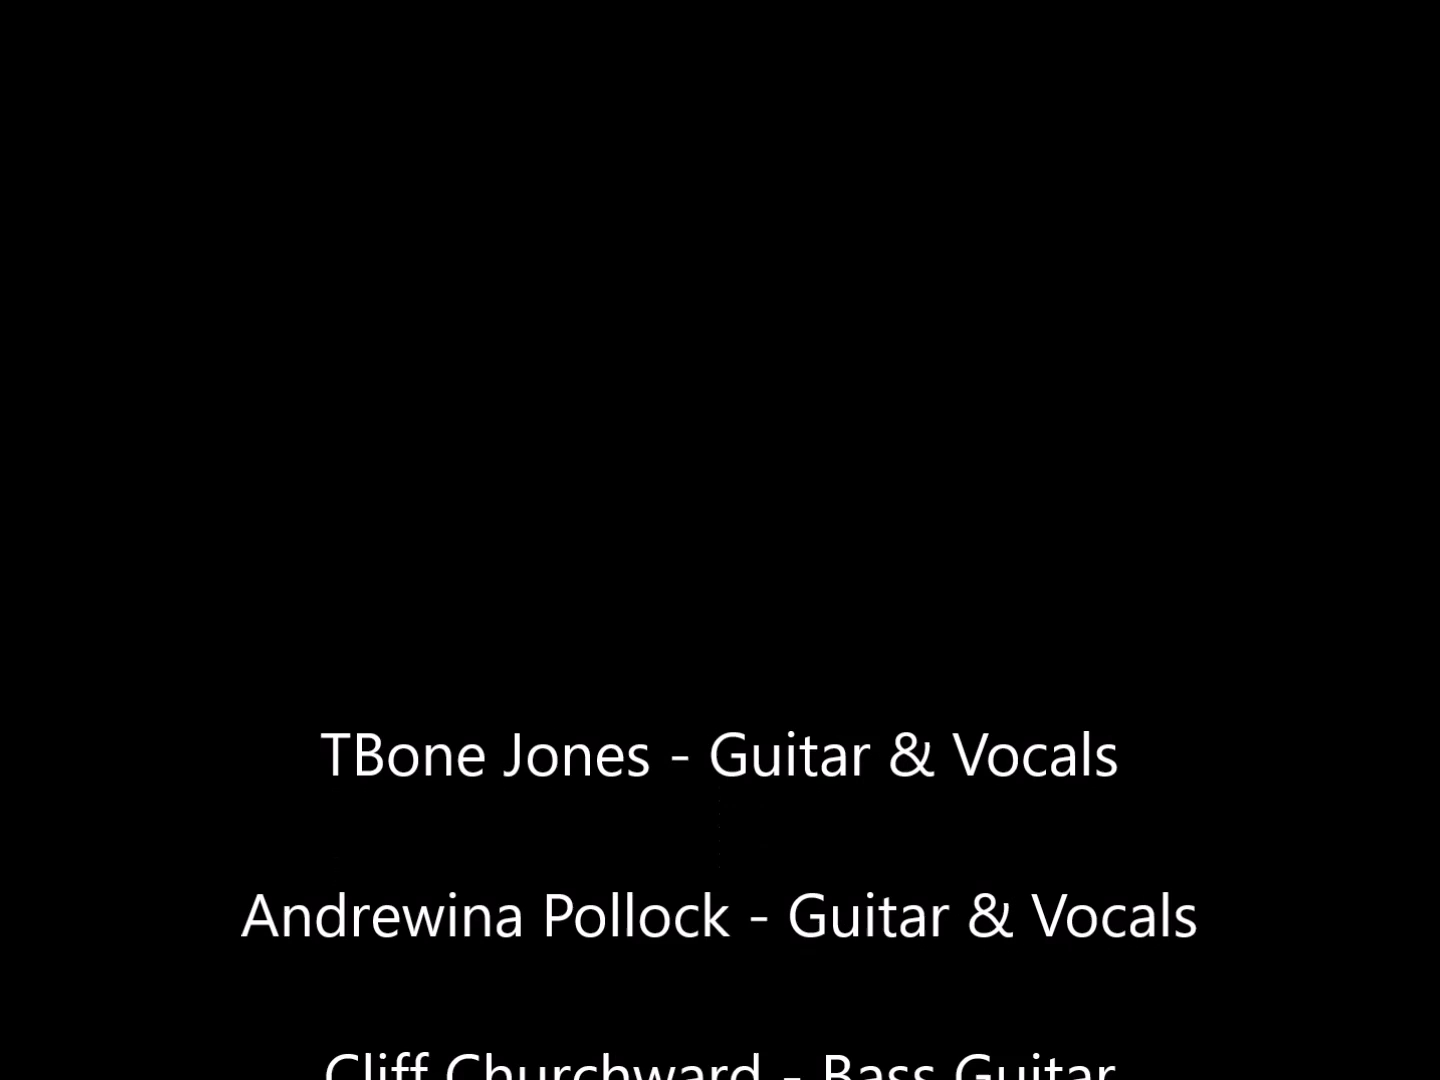 TBone Jones - Guitar & Vocals
Andrewina Pollock - Guitar & Vocals
Cliff Churchward - Bass Guitar